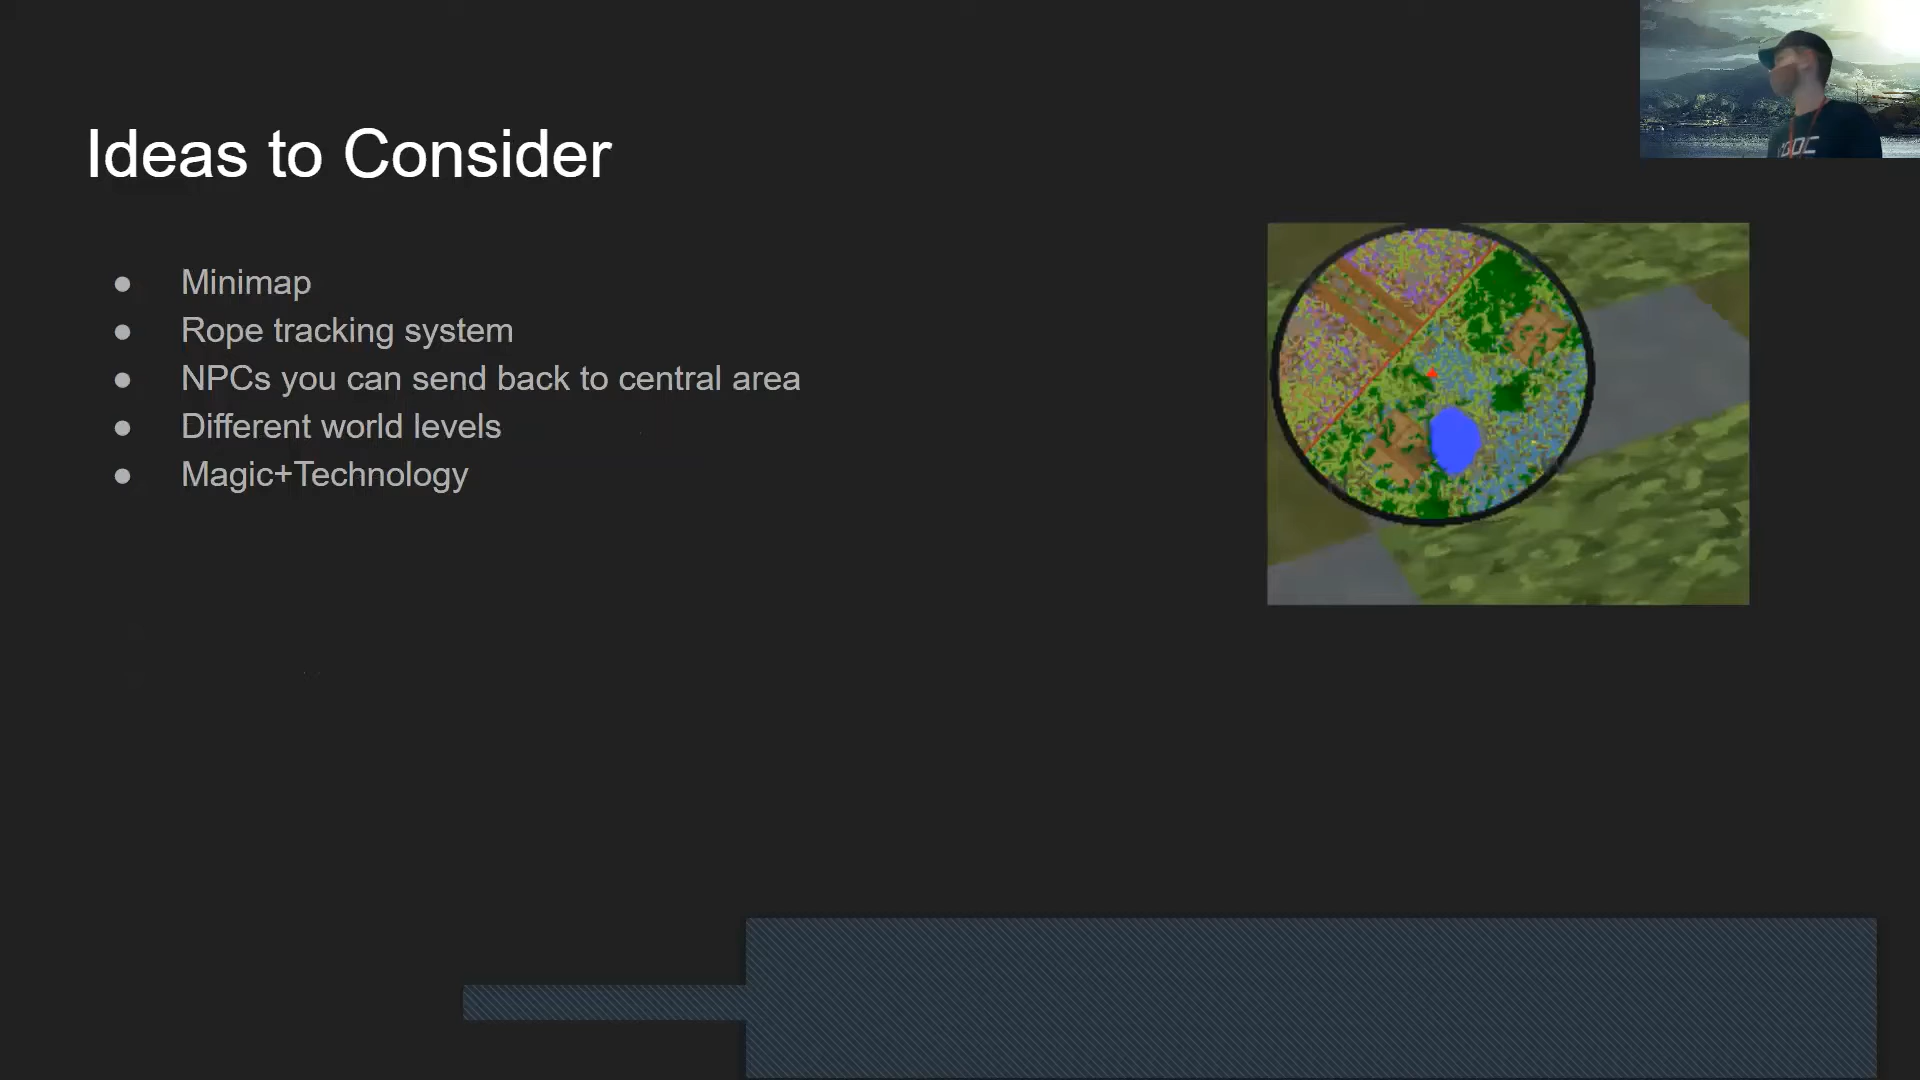 Ideas to Consider
● Minimap
● Rope tracking system
● NPCs you can send back to central area
● Different world levels
● Magic+Technology